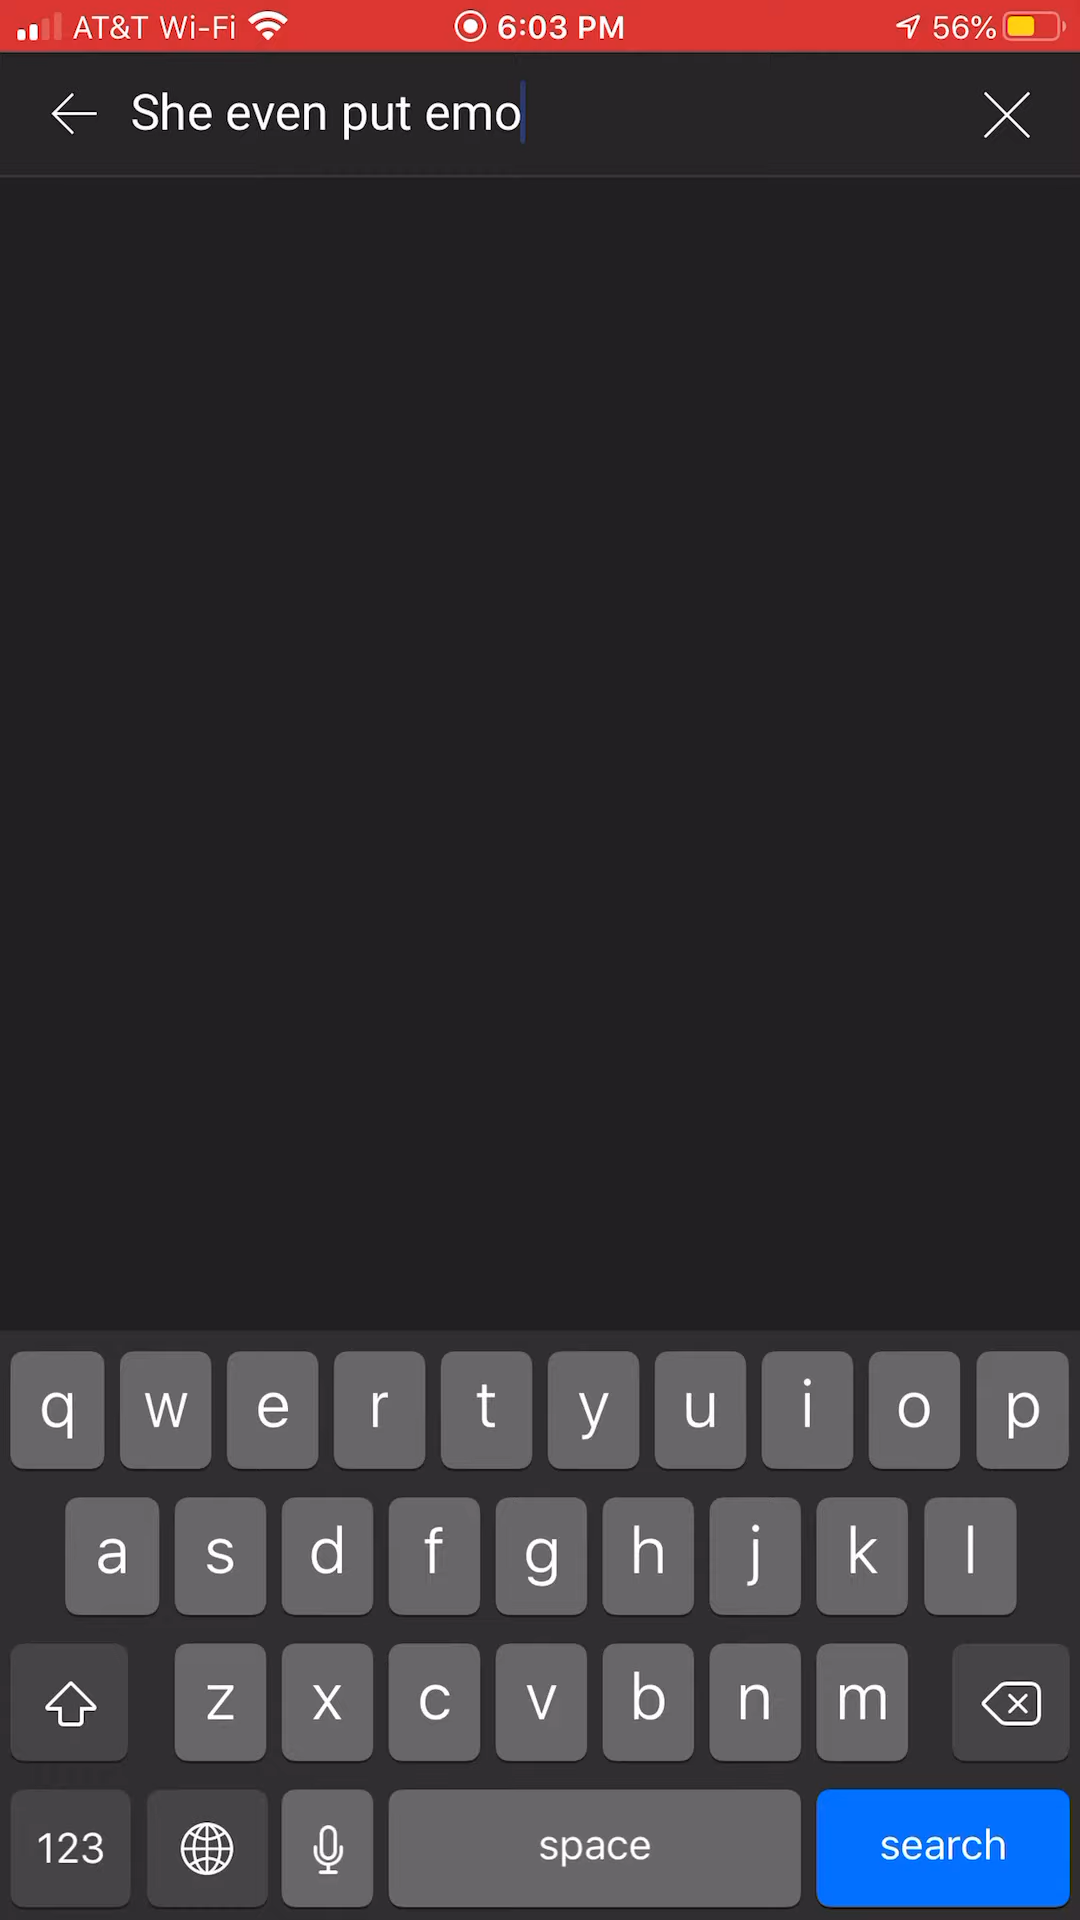 AT&T Wi-Fi 6:03 PM 56%
She even put emo
q w e r t y u i o p
a s d f g h j k l
z x c v b n m
123 space search